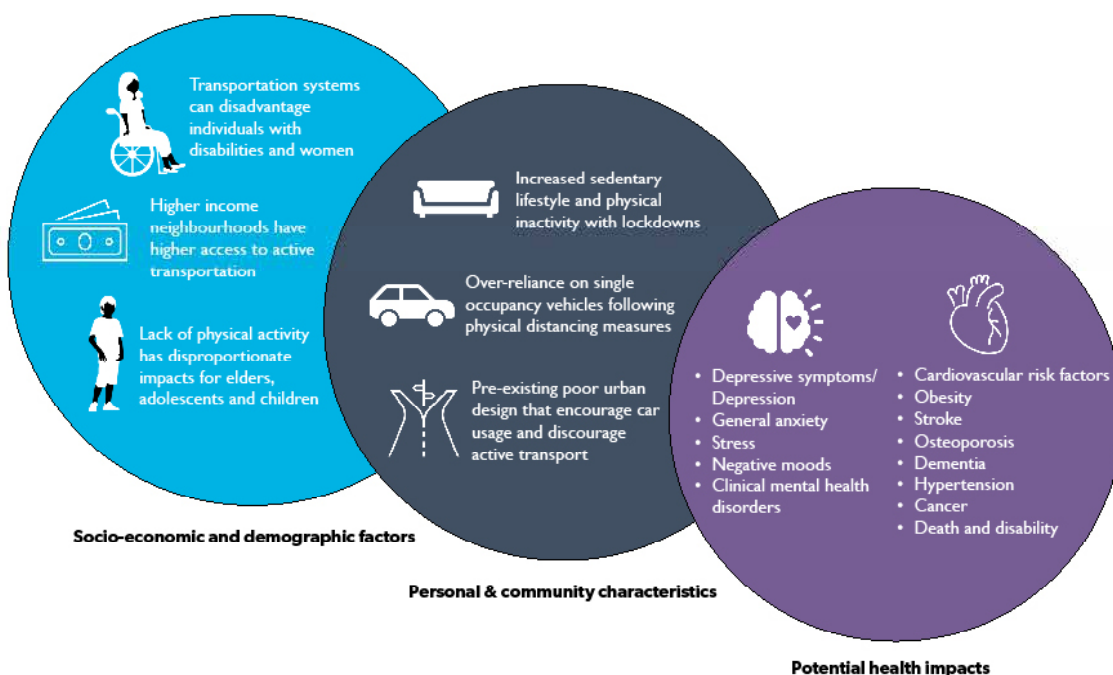 Transportation systems
can disadvantage
individuals with
disabilities and women
Higher income
neighbourhoods have
higher access to active
transportation
Lack of physical activity
has disproportionate
impacts for elders,
adolescents and children
Socio-economic and demographic factors
Increased sedentary
lifestyle and physical
inactivity with lockdowns
Over-reliance on single
occupancy vehicles following
physical distancing measures
Pre-existing poor urban
design that encourage car
usage and discourage
active transport
Personal & community characteristics
• Depressive symptoms/
Depression
• General anxiety
• Stress
• Negative moods
• Clinical mental health
disorders
• Cardiovascular risk factors
• Obesity
• Stroke
• Osteoporosis
• Dementia
• Hypertension
• Cancer
• Death and disability
Potential health impacts